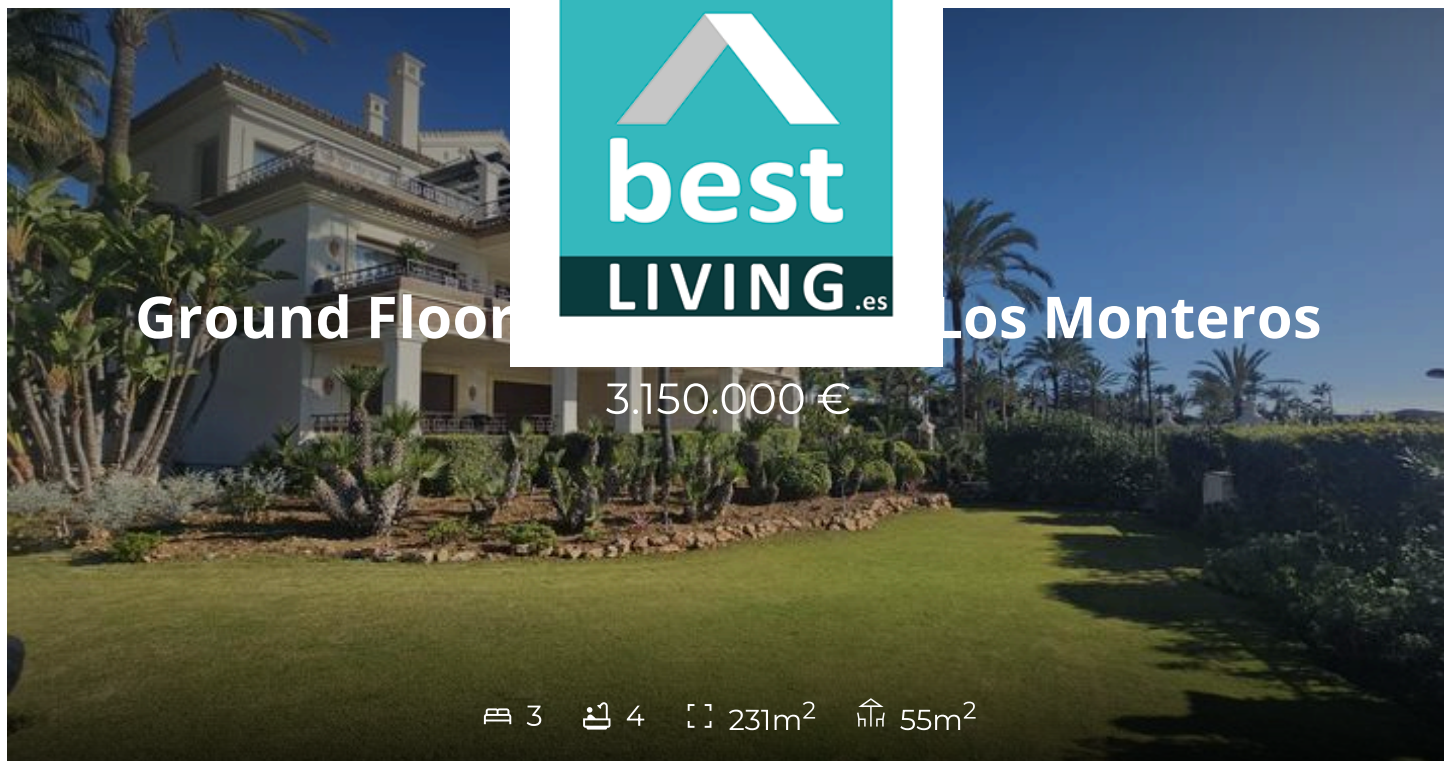 best
LIVING.es
Ground Floor Los Monteros
3.150.000 €
3 4 231m² 55m²